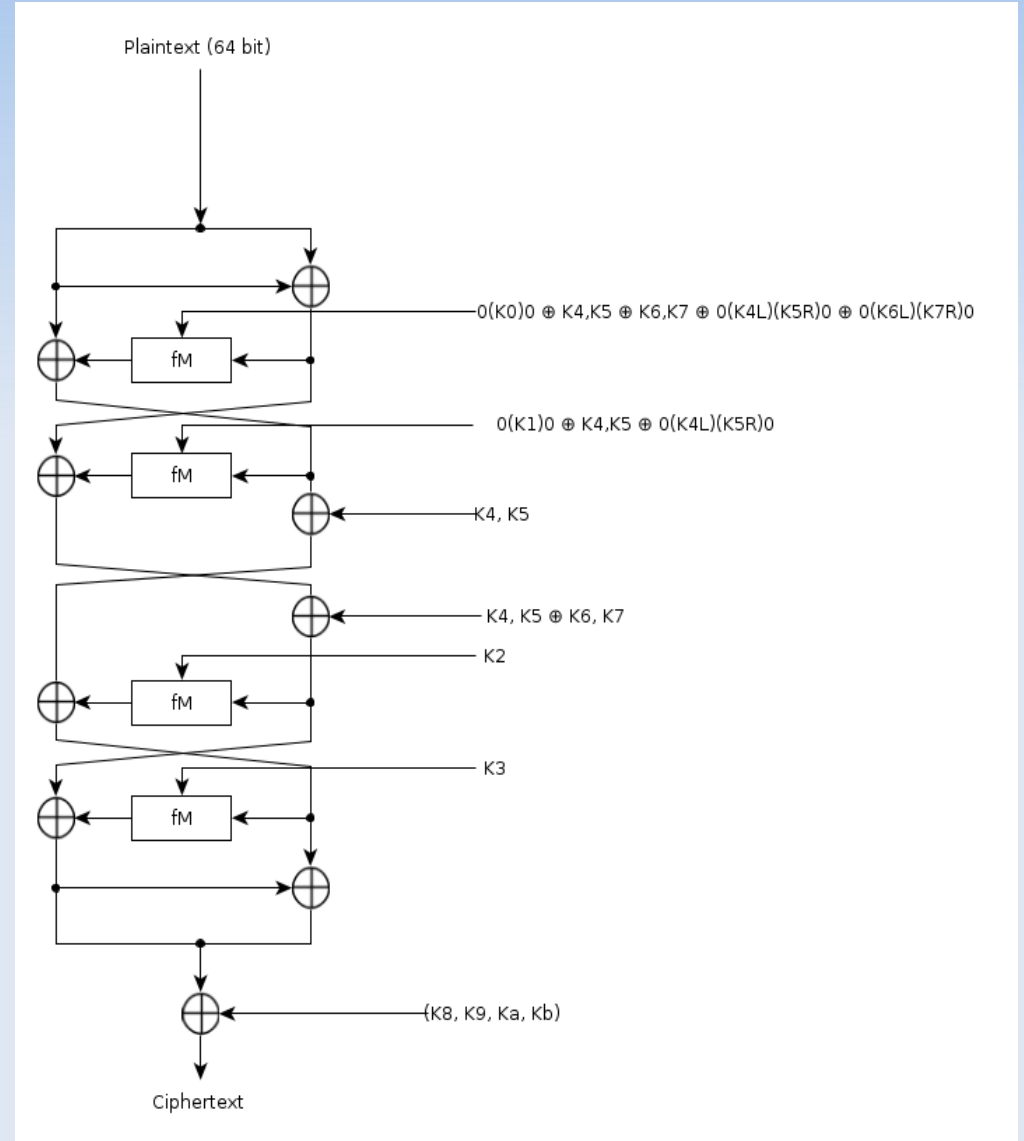 Plaintext (64 bit)
0(K0)0 ⊕ K4,K5 ⊕ K6,K7 ⊕ 0(K4L)(K5R)0 ⊕ 0(K6L)(K7R)0
fM
0(K1)0 ⊕ K4,K5 ⊕ 0(K4L)(K5R)0
fM
K4, K5
K4, K5 ⊕ K6, K7
K2
fM
K3
fM
(K8, K9, Ka, Kb)
Ciphertext